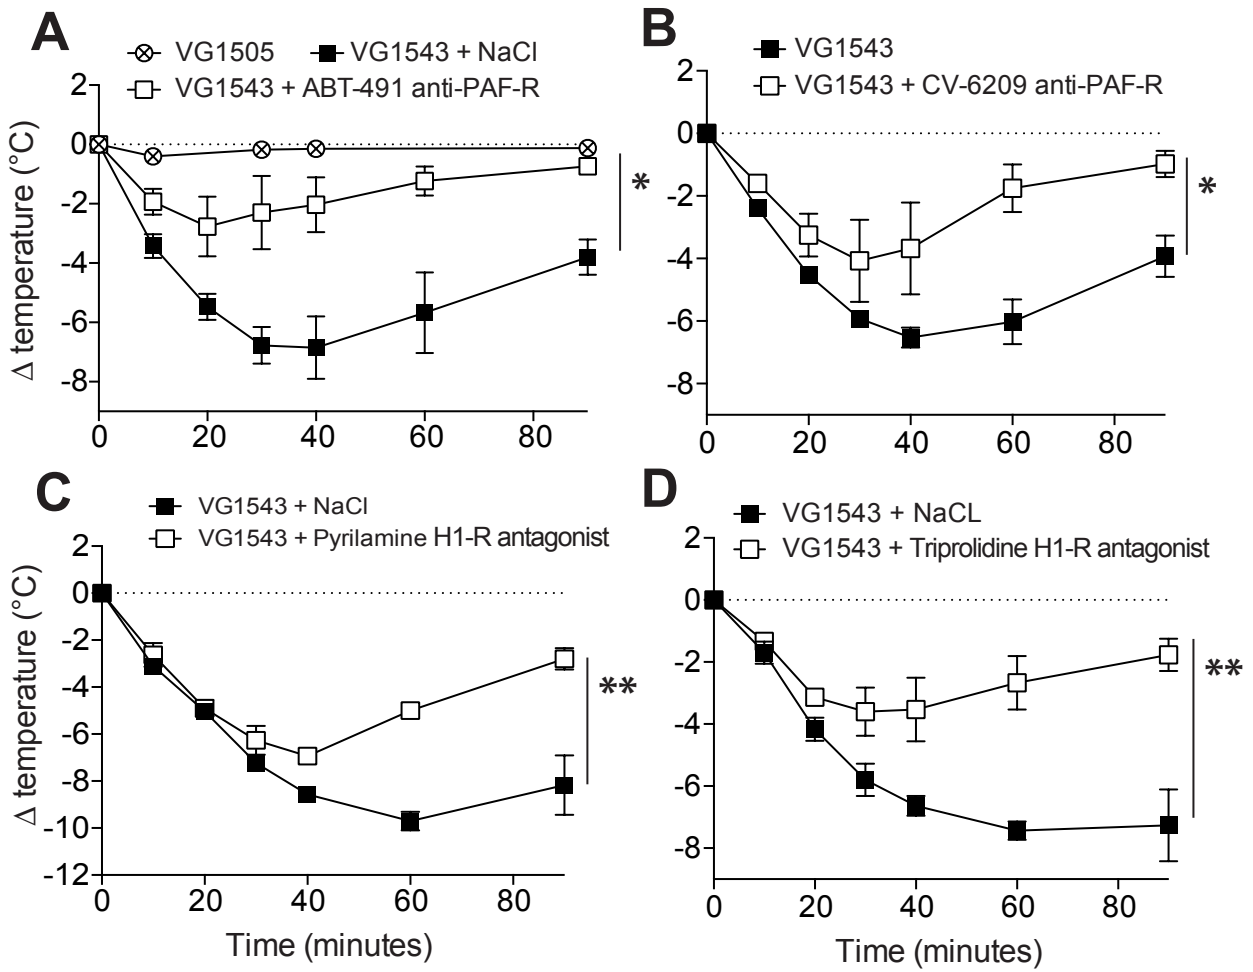 A
VG1505
VG1543 + NaCl
VG1543 + ABT-491 anti-PAF-R
2
0
-2
-4
-6
-8
Δ temperature (°C)
0 20 40 60 80
*
B
VG1543
VG1543 + CV-6209 anti-PAF-R
2
0
-2
-4
-6
-8
0 20 40 60 80
*
C
VG1543 + NaCl
VG1543 + Pyrilamine H1-R antagonist
2
0
-2
-4
-6
-8
-10
-12
Δ temperature (°C)
0 20 40 60 80
Time (minutes)
**
D
VG1543 + NaCL
VG1543 + Triprolidine H1-R antagonist
2
0
-2
-4
-6
-8
0 20 40 60 80
Time (minutes)
**